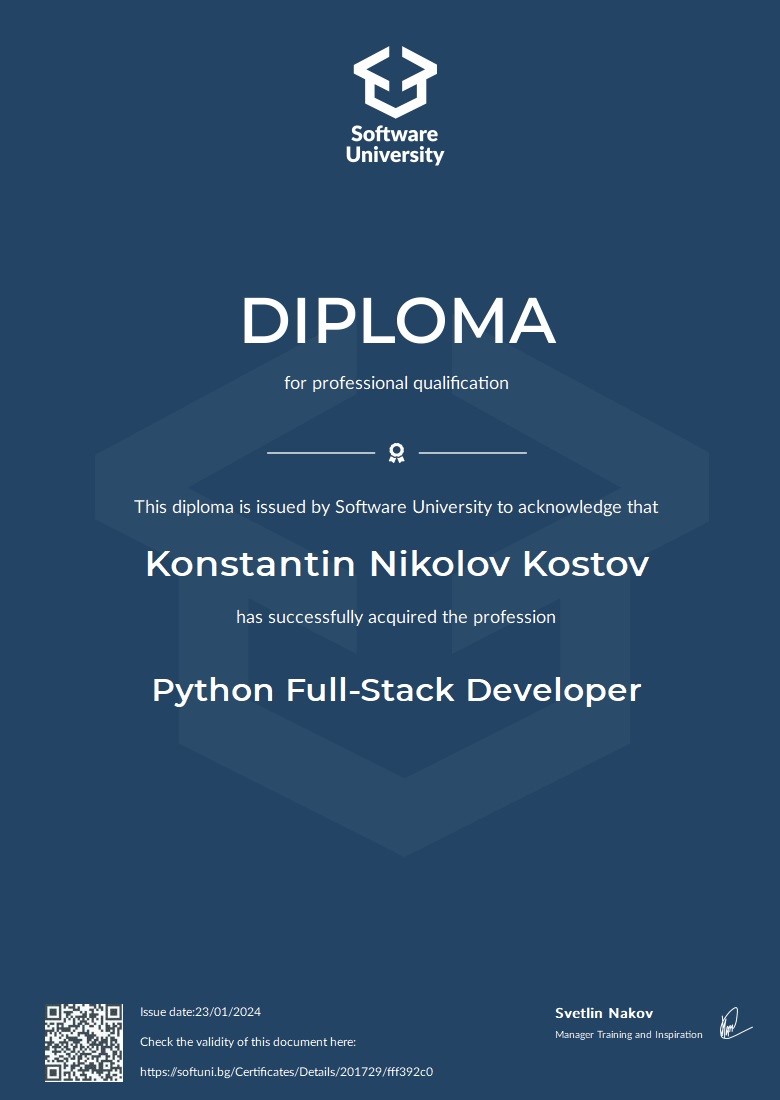 Software
University
DIPLOMA
for professional qualification
This diploma is issued by Software University to acknowledge that
Konstantin Nikolov Kostov
has successfully acquired the profession
Python Full-Stack Developer
Issue date:23/01/2024
Check the validity of this document here:
https://softuni.bg/Certificates/Details/201729/fff392c0
Svetlin Nakov
Manager Training and Inspiration